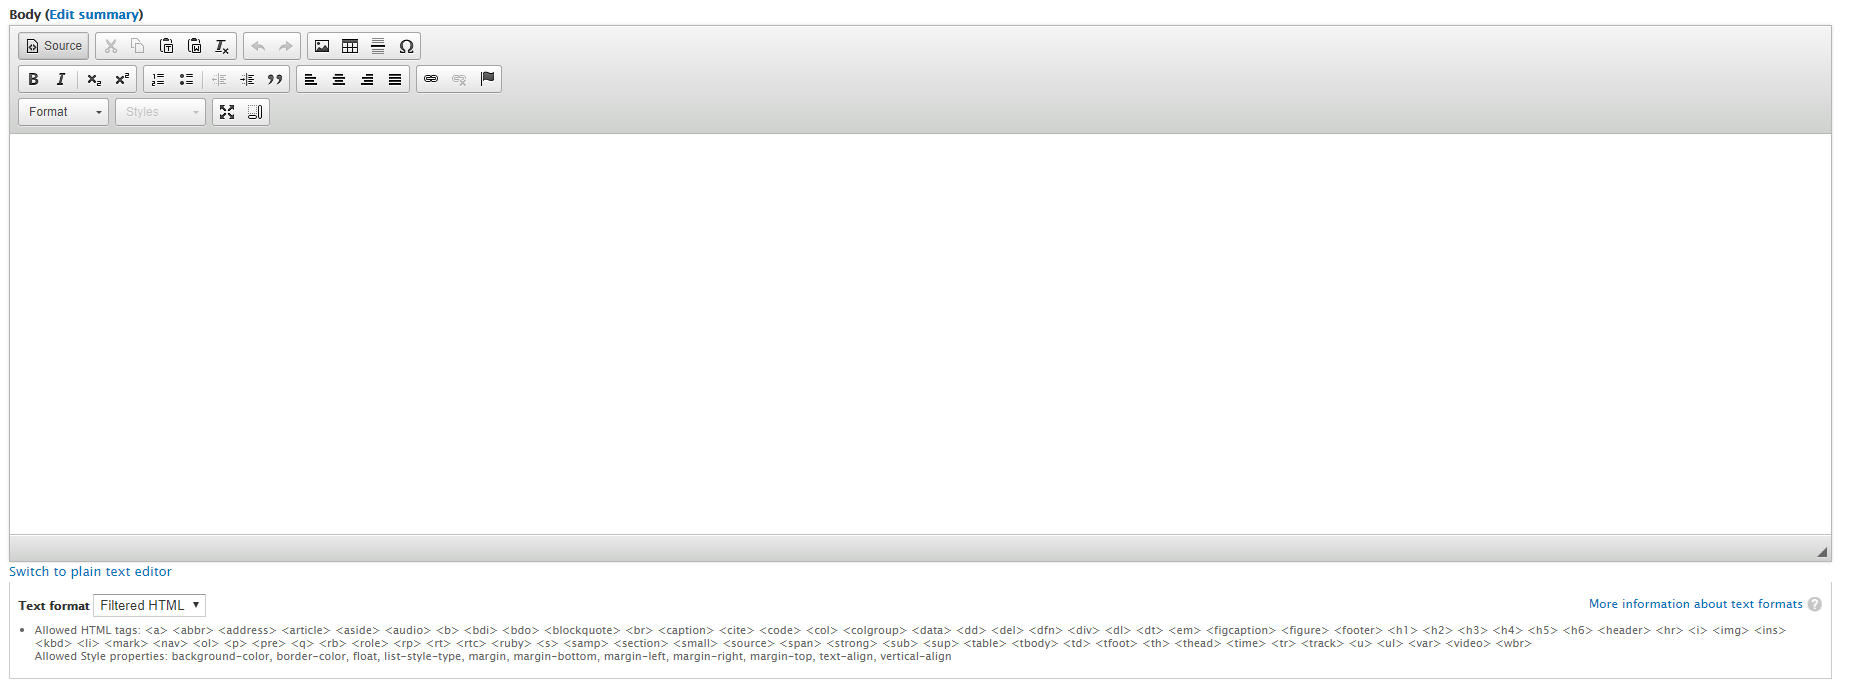 Body (Edit summary)
Source
Format Styles
Switch to plain text editor
Text format Filtered HTML
More information about text formats
Allowed HTML tags: <a> <abbr> <address> <article> <aside> <audio> <b> <bdi> <bdo> <blockquote> <br> <caption> <cite> <code> <col> <colgroup> <data> <dd> <del> <dfn> <div> <dl> <dt> <em> <figcaption> <figure> <footer> <h1> <h2> <h3> <h4> <h5> <h6> <header> <hr> <i> <img> <ins>
<kbd> <li> <mark> <nav> <ol> <p> <pre> <q> <rb> <role> <rp> <rt> <rtc> <ruby> <s> <samp> <section> <small> <source> <span> <strong> <sub> <sup> <table> <tbody> <td> <tfoot> <th> <thead> <time> <tr> <track> <u> <ul> <var> <video> <wbr>
Allowed Style properties: background-color, border-color, float, list-style-type, margin, margin-bottom, margin-left, margin-right, margin-top, text-align, vertical-align